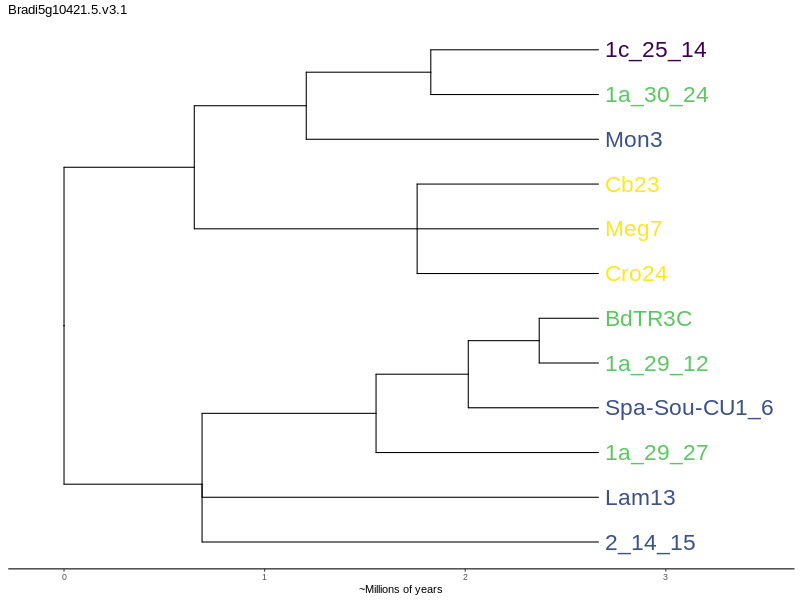 Bradi5g10421.5.v3.1
1c_25_14
1a_30_24
Mon3
Cb23
Meg7
Cro24
BdTR3C
1a_29_12
Spa-Sou-CU1_6
1a_29_27
Lam13
2_14_15
0 1 2 3
~Millions of years